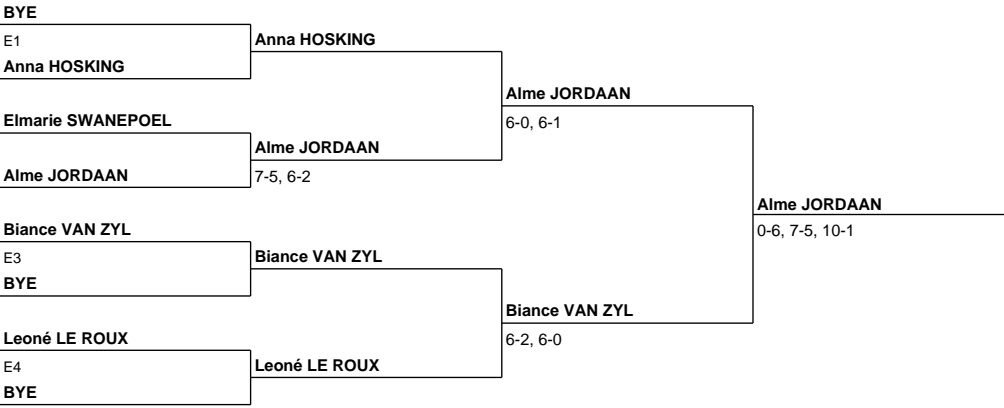 BYE
E1
Anna HOSKING
Anna HOSKING
Elmarie SWANEPOEL
Alme JORDAAN
Alme JORDAAN
7-5, 6-2
Alme JORDAAN
6-0, 6-1
Biance VAN ZYL
E3
BYE
Biance VAN ZYL
Leoné LE ROUX
E4
BYE
Leoné LE ROUX
Biance VAN ZYL
6-2, 6-0
Alme JORDAAN
0-6, 7-5, 10-1